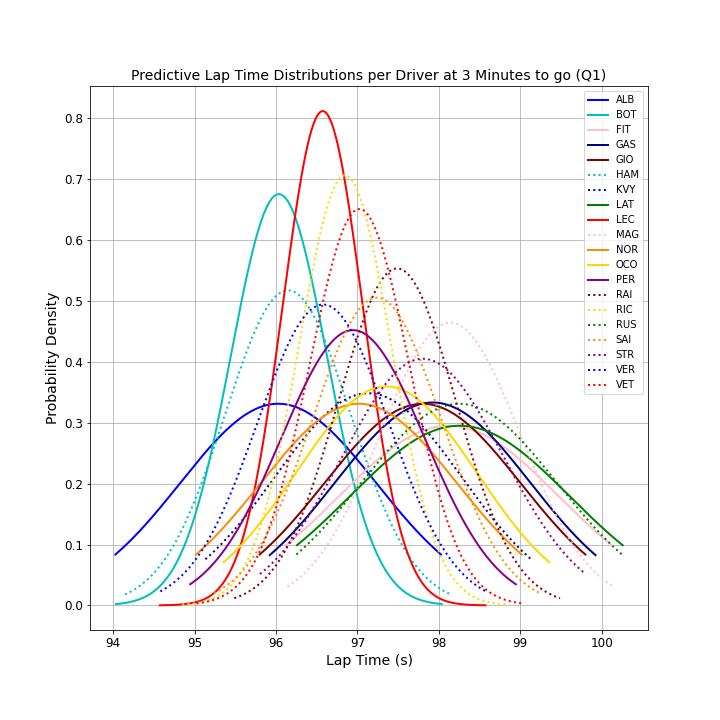 Predictive Lap Time Distributions per Driver at 3 Minutes to go (Q1)
ALB
BOT
FIT
GAS
GIO
HAM
KVY
LAT
LEC
MAG
NOR
OCO
PER
RAI
RIC
RUS
SAI
STR
VER
VET
0.8
0.7
0.6
0.5
0.4
0.3
0.2
0.1
0.0
Probability Density
94 95 96 97 98 99 100
Lap Time (s)